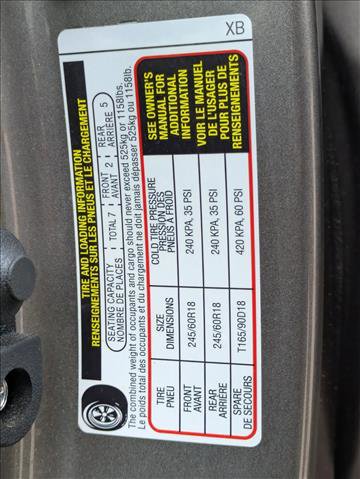 TIRE AND LOADING INFORMATION
RENSEIGNEMENTS SUR LES PNEUS ET LE CHARGEMENT
SEATING CAPACITY | TOTAL 7 | FRONT 2 | REAR 5
NOMBRE DE PLACES | AVANT | ARRIÈRE
The combined weight of occupants and cargo should never exceed 525kg or 1158lbs.
Le poids total des occupants et du chargement ne doit jamais dépasser 525kg ou 1158lb.
TIRE SIZE COLD TIRE PRESSURE
PNEU DIMENSIONS PRESSION DES PNEUS À FROID
FRONT 245/60R18 240 KPA, 35 PSI
AVANT
REAR 245/60R18 240 KPA, 35 PSI
ARRIÈRE
SPARE T165/90D18 420 KPA, 60 PSI
DE SECOURS
SEE OWNER'S
MANUAL FOR
ADDITIONAL
INFORMATION
VOIR LE MANUEL
DE L'USAGER
POUR PLUS DE
RENSEIGNEMENTS
XB